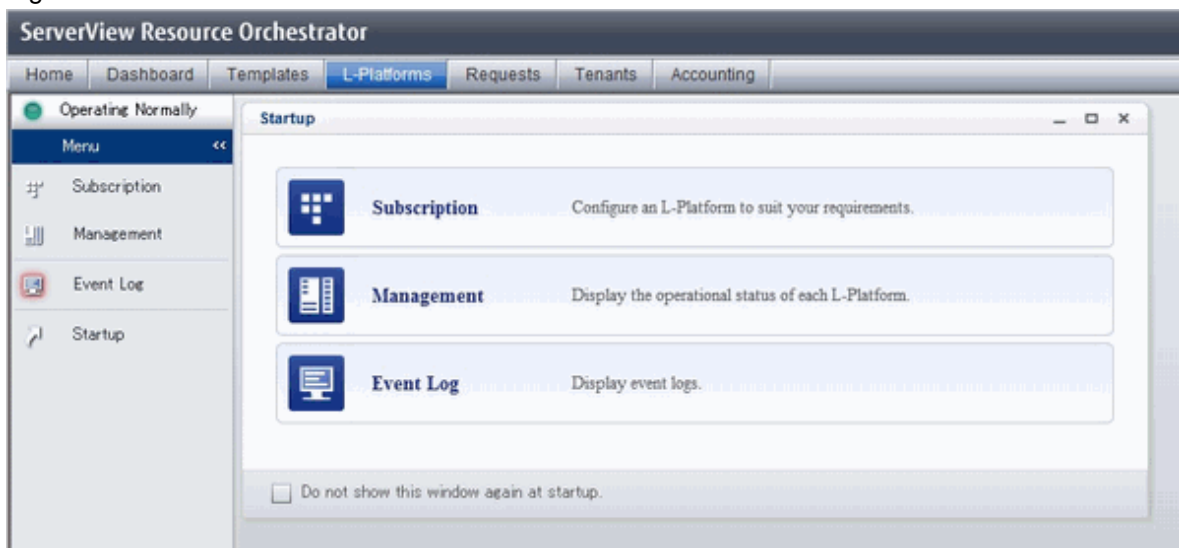 ServerView Resource Orchestrator
Home Dashboard Templates L-Platforms Requests Tenants Accounting
Operating Normally
Menu <<
Subscription
Management
Event Log
Startup
Startup
Subscription Configure an L-Platform to suit your requirements.
Management Display the operational status of each L-Platform.
Event Log Display event logs.
Do not show this window again at startup.